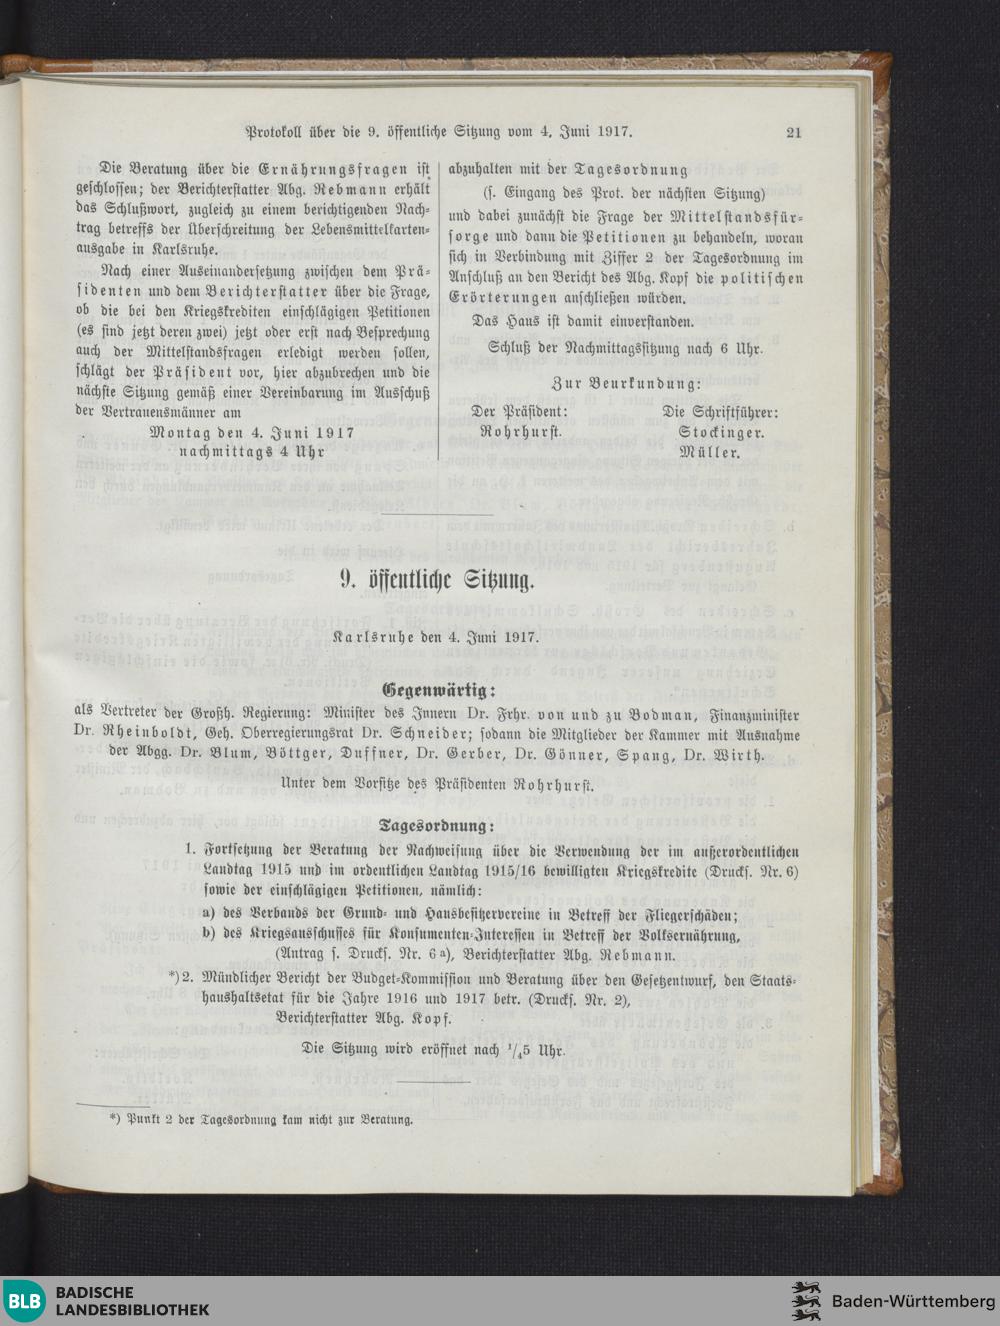 Protokoll über die 9. öffentliche Sitzung vom 4. Juni 1917.
21
Die Beratung über die Ernährungsfragen ist
geschlossen; der Berichterstatter Abg. Rebmann erhält
das Schlußwort, zugleich zu einem berichtigenden Nach-
trag betreffs der Überschreitung der Lebensmittelkarten-
ausgabe in Karlsruhe.
Nach einer Auseinandersetzung zwischen dem Prä-
sidenten und dem Berichterstatter über die Frage,
ob die bei den Kriegskrediten einschlägigen Petitionen
(es sind jetzt deren zwei) jetzt oder erst nach Besprechung
auch der Mittelstandsfragen erledigt werden sollen,
schlägt der Präsident vor, hier abzubrechen und die
nächste Sitzung gemäß einer Vereinbarung im Ausschuß
der Vertrauensmänner am
Montag den 4. Juni 1917
nachmittags 4 Uhr
abzuhalten mit der Tagesordnung
(s. Eingang des Prot. der nächsten Sitzung)
und dabei zunächst die Frage der Mittelstandsfür-
sorge und dann die Petitionen zu behandeln, woran
sich in Verbindung mit Ziffer 2 der Tagesordnung im
Anschluß an den Bericht des Abg. Kopf die politischen
Erörterungen anschließen würden.
Das Haus ist damit einverstanden.
Schluß der Nachmittagssitzung nach 6 Uhr.
Zur Beurkundung:
Der Präsident: Die Schriftführer:
Rohrhurst. Stockinger.
Müller.
9. öffentliche Sitzung.
Karlsruhe den 4. Juni 1917.
Gegenwärtig:
als Vertreter der Großh. Regierung: Minister des Innern Dr. Frhr. von und zu Bodman, Finanzminister
Dr. Rheinboldt, Geh. Oberregierungsrat Dr. Schneider; sodann die Mitglieder der Kammer mit Ausnahme
der Abgg. Dr. Blum, Böttger, Duffner, Dr. Gerber, Dr. Gönner, Spang, Dr. Wirth.
Unter dem Vorsitze des Präsidenten Rohrhurst.
Tagesordnung:
1. Fortsetzung der Beratung der Nachweisung über die Verwendung der im außerordentlichen
Landtag 1915 und im ordentlichen Landtag 1915/16 bewilligten Kriegskredite (Drucks. Nr. 6)
sowie der einschlägigen Petitionen, nämlich:
a) des Verbands der Grund- und Hausbesitzervereine in Betreff der Fliegerschäden;
b) des Kriegsausschusses für Konsumenten-Interessen in Betreff der Volksernährung,
(Antrag s. Drucks. Nr. 6a), Berichterstatter Abg. Rebmann.
*) 2. Mündlicher Bericht der Budget-Kommission und Beratung über den Gesetzentwurf, den Staats-
haushaltsetat für die Jahre 1916 und 1917 betr. (Drucks. Nr. 2),
Berichterstatter Abg. Kopf.
Die Sitzung wird eröffnet nach 1/45 Uhr.
*) Punkt 2 der Tagesordnung kam nicht zur Beratung.
BLB BADISCHE
LANDESBIBLIOTHEK
Baden-Württemberg